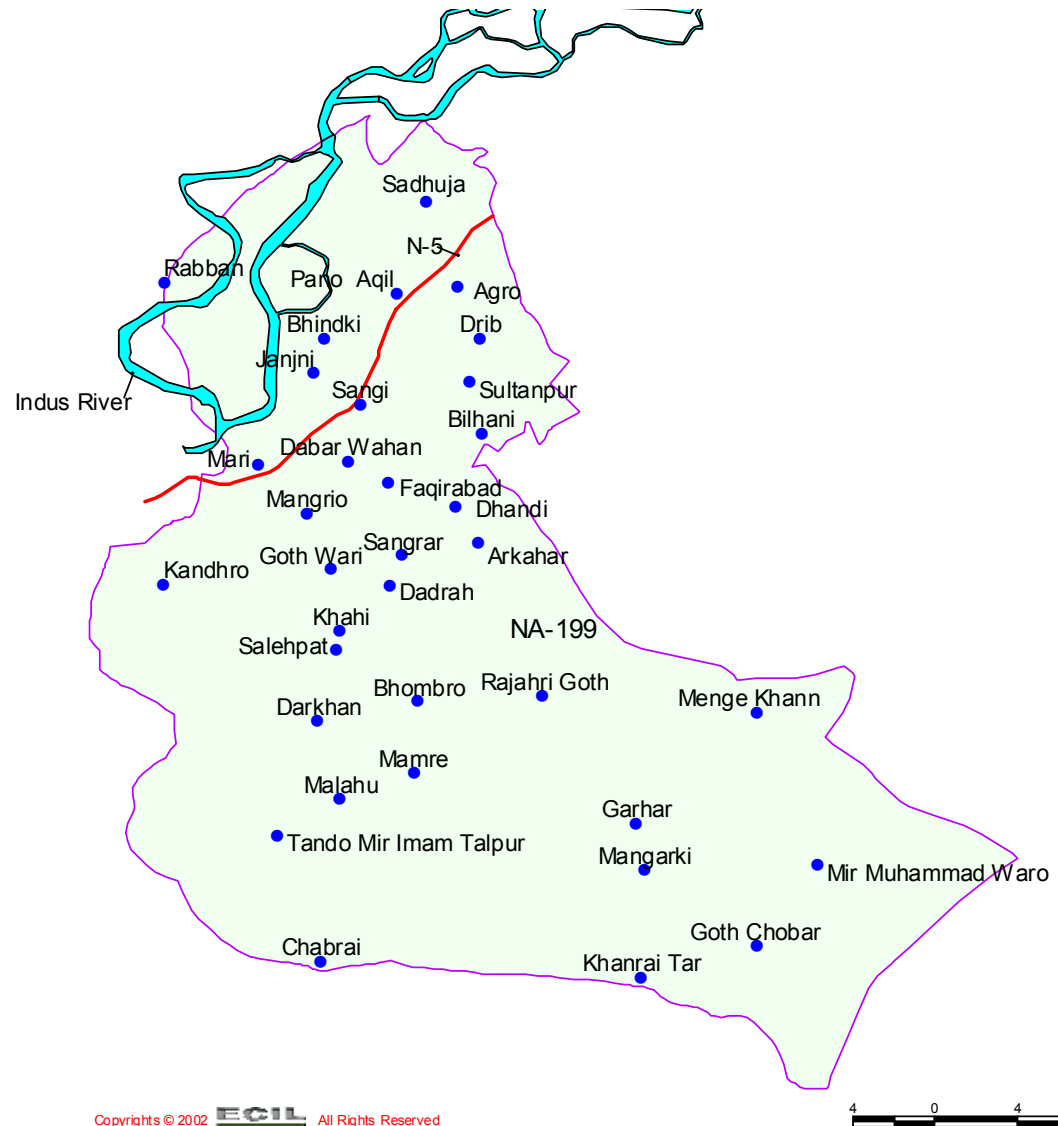 Sadhuja
N-5
Rabban
Pano Aqil
Agro
Bhindki
Drib
Janjni
Sangi
Sultanpur
Indus River
Bilhani
Mari
Dabar Wahan
Faqirabad
Mangrio
Dhandi
Sangrar
Arkahar
Goth Wari
Kandhro
Dadrah
Khahi
NA-199
Salehpat
Bhombro
Rajahri Goth
Menge Khann
Darkhan
Mamre
Malahu
Garhar
Tando Mir Imam Talpur
Mangarki
Mir Muhammad Waro
Goth Chobar
Chabrai
Khanrai Tar
Copyrights © 2002 ECIL All Rights Reserved
4 0 4